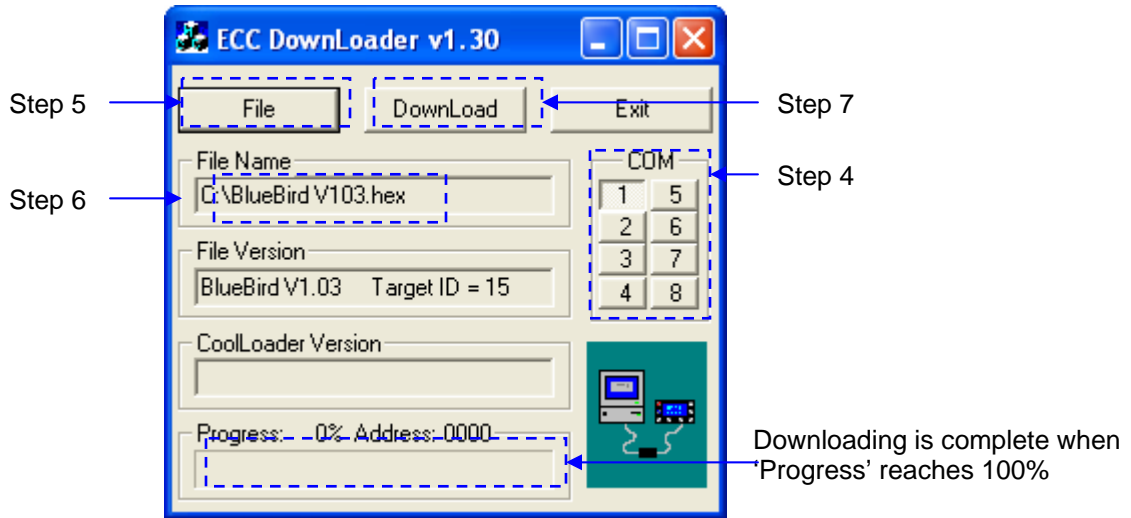 ECC DownLoader v1.30
Step 5
File
DownLoad
Exit
Step 7
File Name
COM
Step 4
Step 6
C:\BlueBird V103.hex
1 5
2 6
File Version
3 7
BlueBird V1.03 Target ID = 15
4 8
CoolLoader Version
Progress: 0% Address: 0000
Downloading is complete when
'Progress' reaches 100%